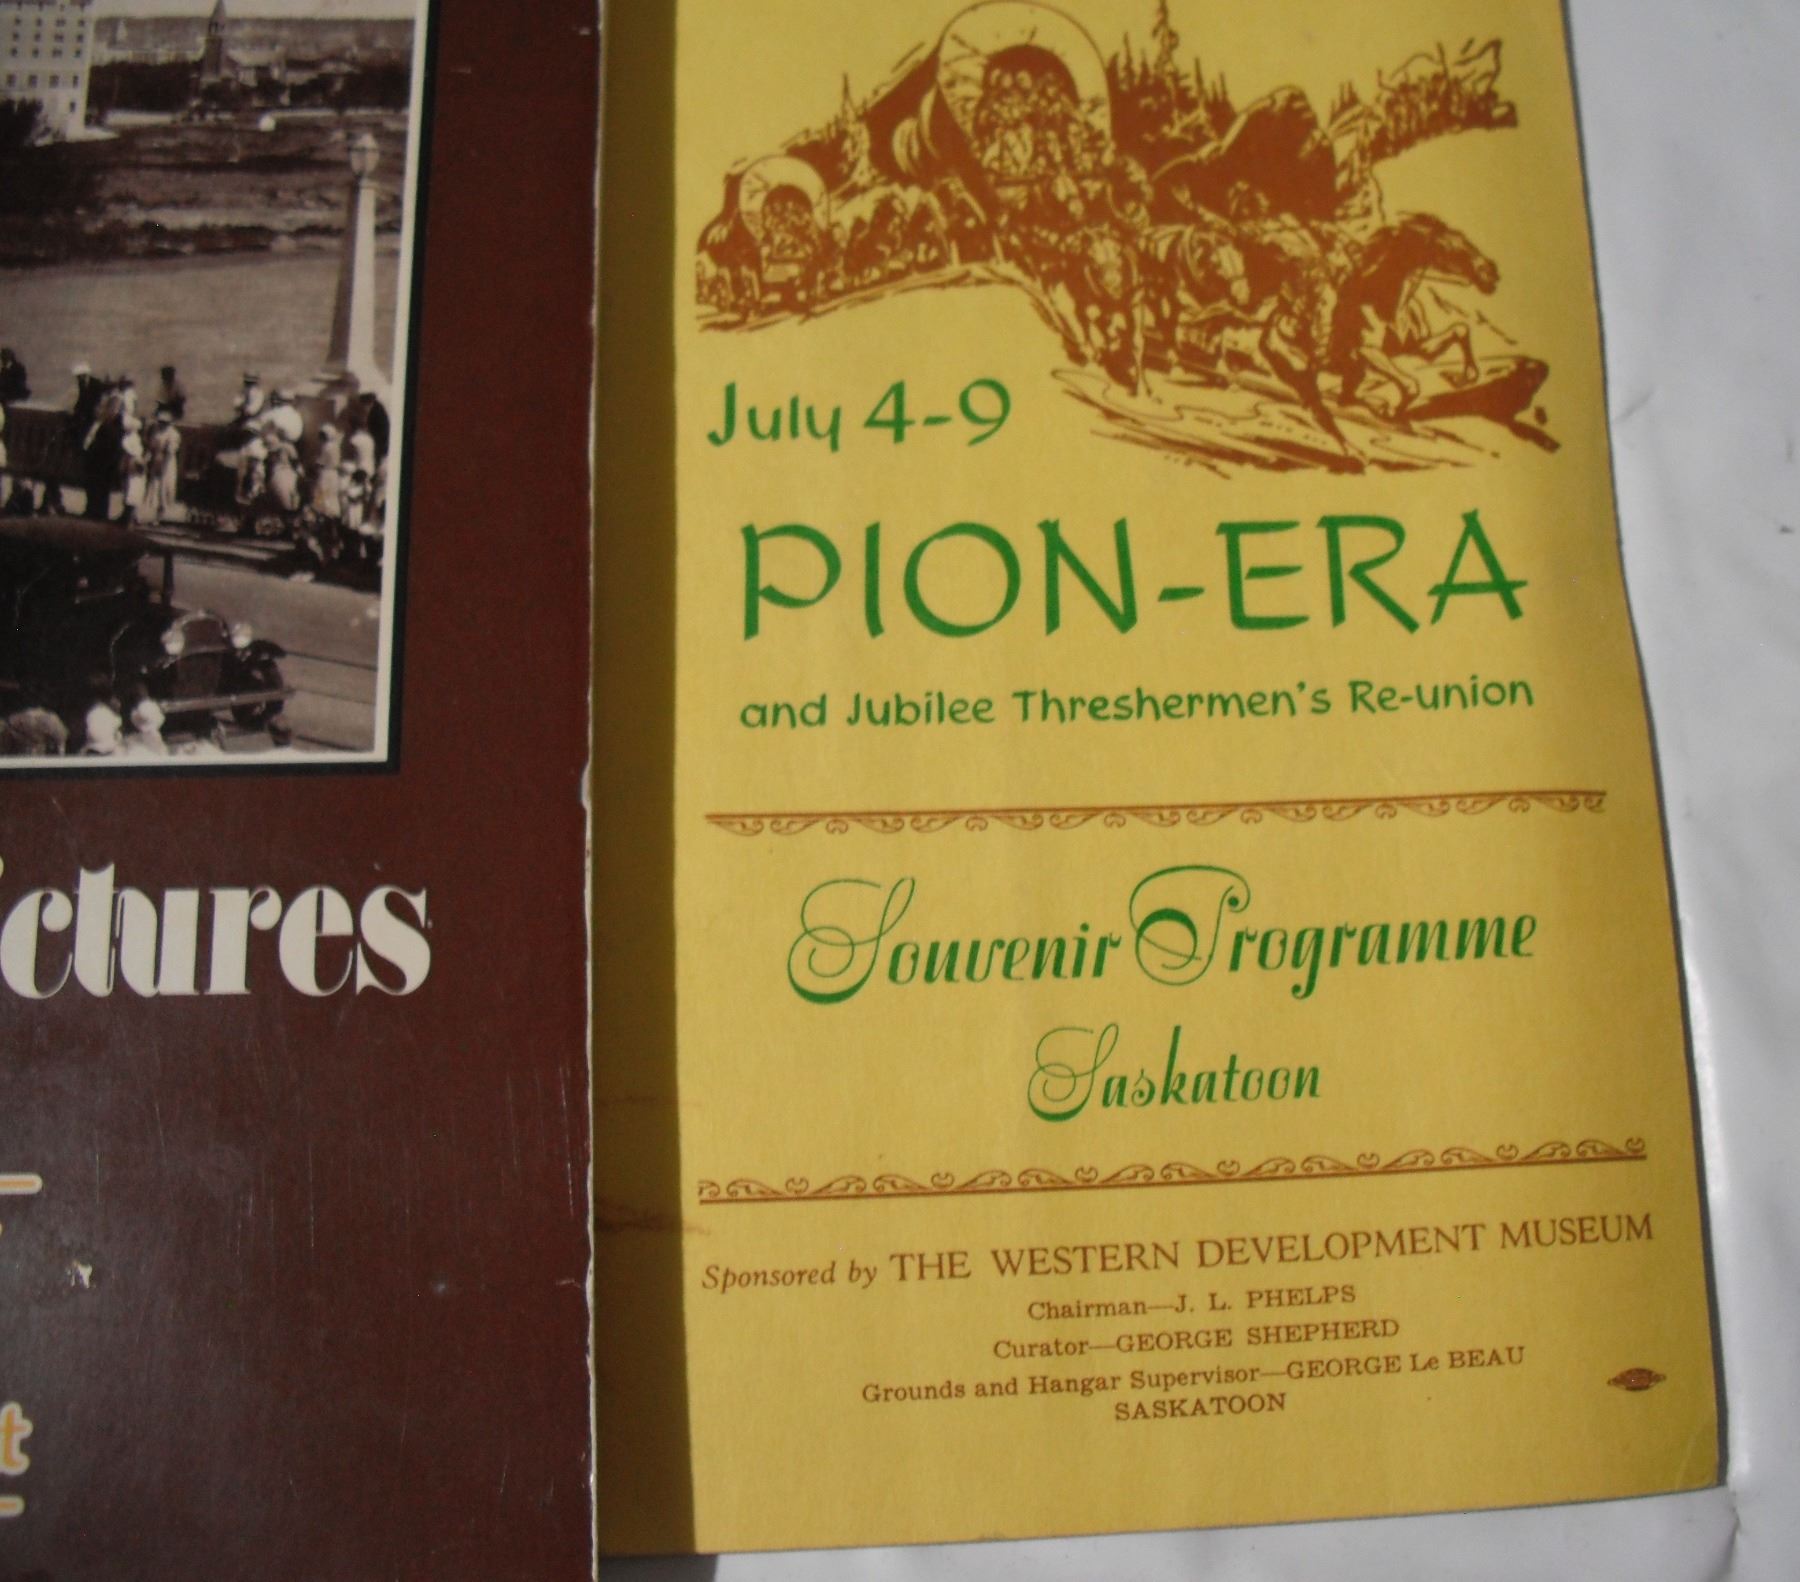 ictures
t
July 4-9
PION-ERA
and Jubilee Threshermen's Re-union
Souvenir Programme
Saskatoon
Sponsored by THE WESTERN DEVELOPMENT MUSEUM
Chairman—J. L. PHELPS
Curator—GEORGE SHEPHERD
Grounds and Hangar Supervisor—GEORGE Le BEAU
SASKATOON